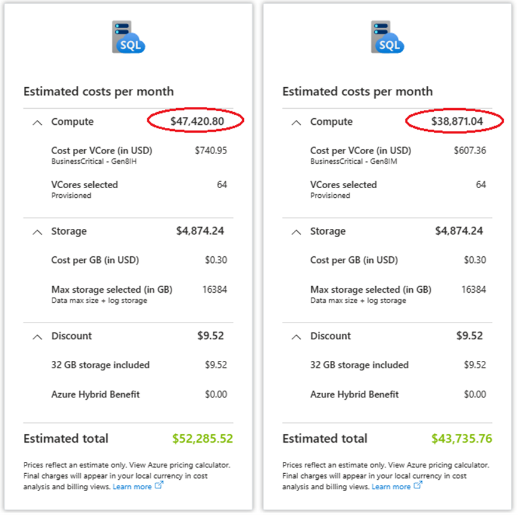 SQL
Estimated costs per month
Compute $47,420.80
Cost per VCore (in USD) $740.95
BusinessCritical - Gen8IH
VCores selected 64
Provisioned
Storage $4,874.24
Cost per GB (in USD) $0.30
Max storage selected (in GB) 16384
Data max size + log storage
Discount $9.52
32 GB storage included $9.52
Azure Hybrid Benefit $0.00
Estimated total $52,285.52
Prices reflect an estimate only. View Azure pricing calculator.
Final charges will appear in your local currency in cost
analysis and billing views. Learn more
SQL
Estimated costs per month
Compute $38,871.04
Cost per VCore (in USD) $607.36
BusinessCritical - Gen8IM
VCores selected 64
Provisioned
Storage $4,874.24
Cost per GB (in USD) $0.30
Max storage selected (in GB) 16384
Data max size + log storage
Discount $9.52
32 GB storage included $9.52
Azure Hybrid Benefit $0.00
Estimated total $43,735.76
Prices reflect an estimate only. View Azure pricing calculator.
Final charges will appear in your local currency in cost
analysis and billing views. Learn more